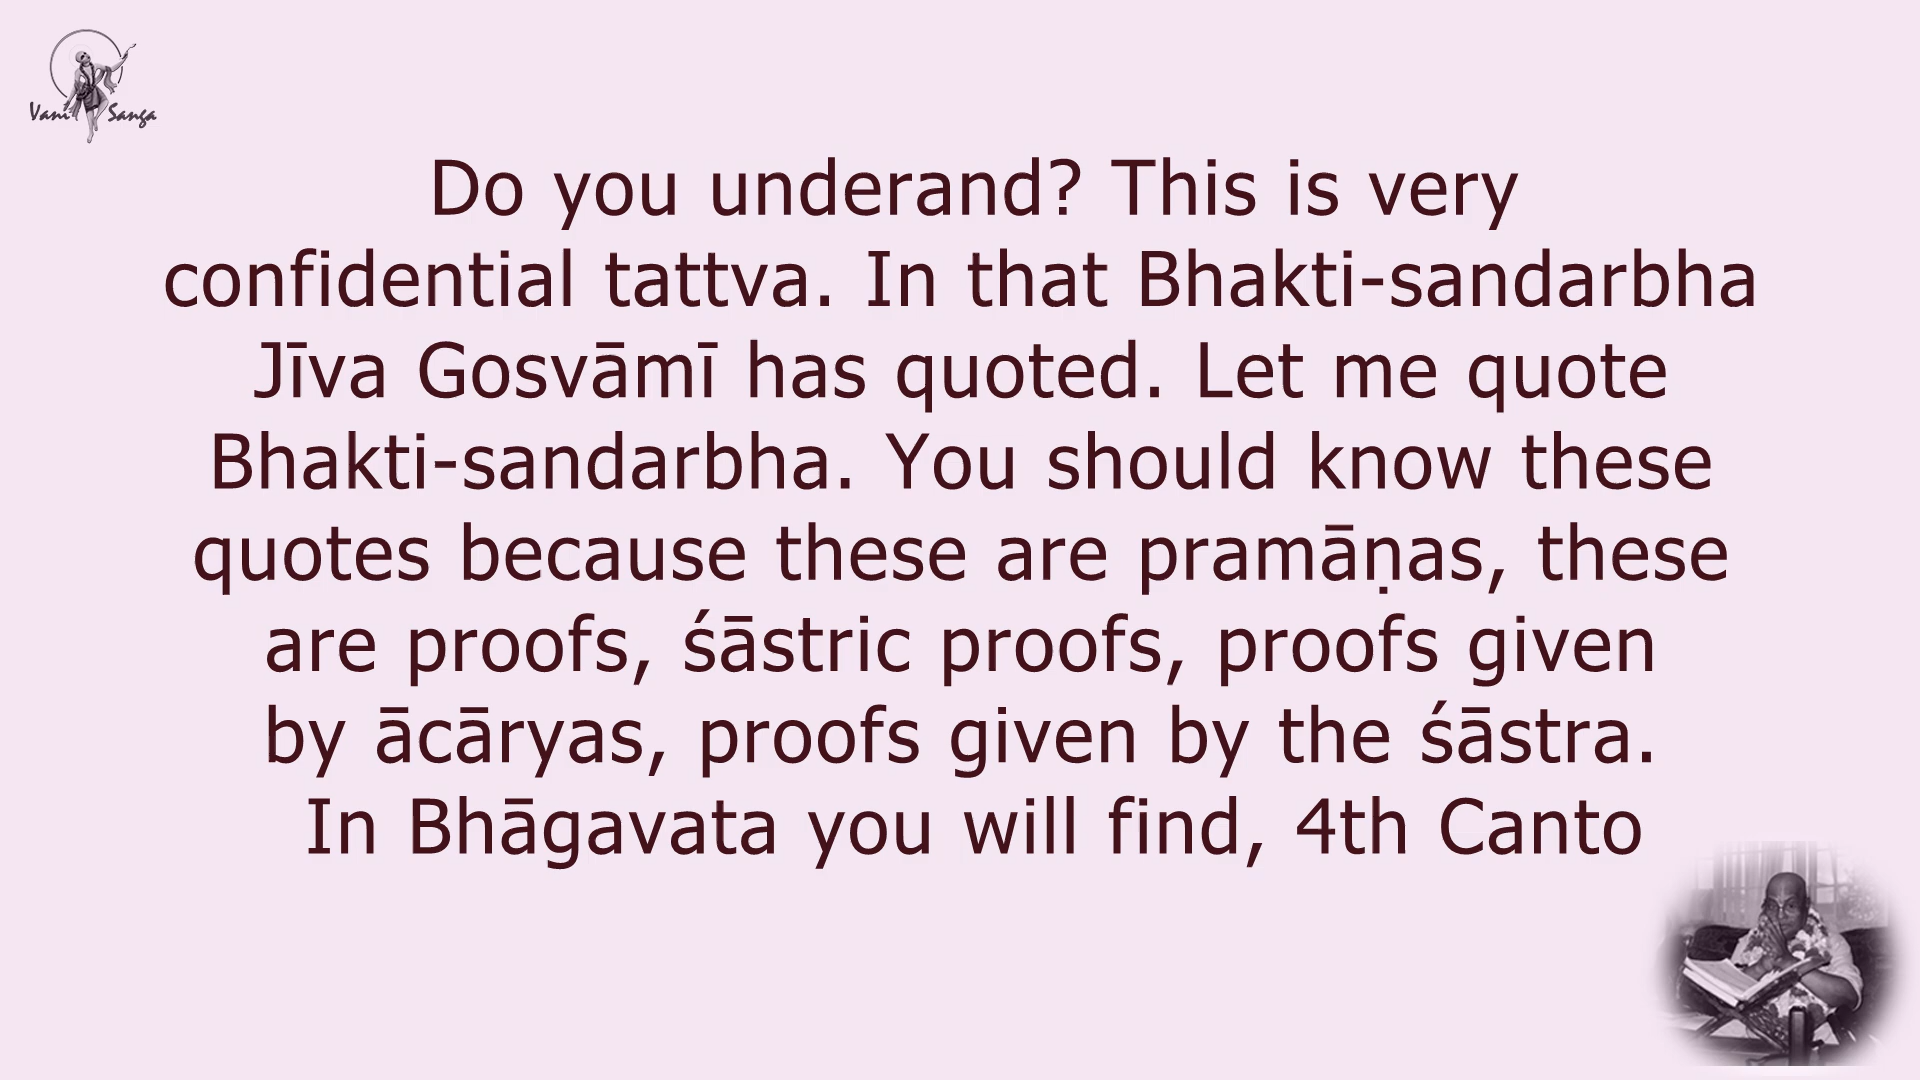 Vani Sanga
Do you underand? This is very
confidential tattva. In that Bhakti-sandarbha
Jīva Gosvāmī has quoted. Let me quote
Bhakti-sandarbha. You should know these
quotes because these are pramāṇas, these
are proofs, śāstric proofs, proofs given
by ācāryas, proofs given by the śāstra.
In Bhāgavata you will find, 4th Canto